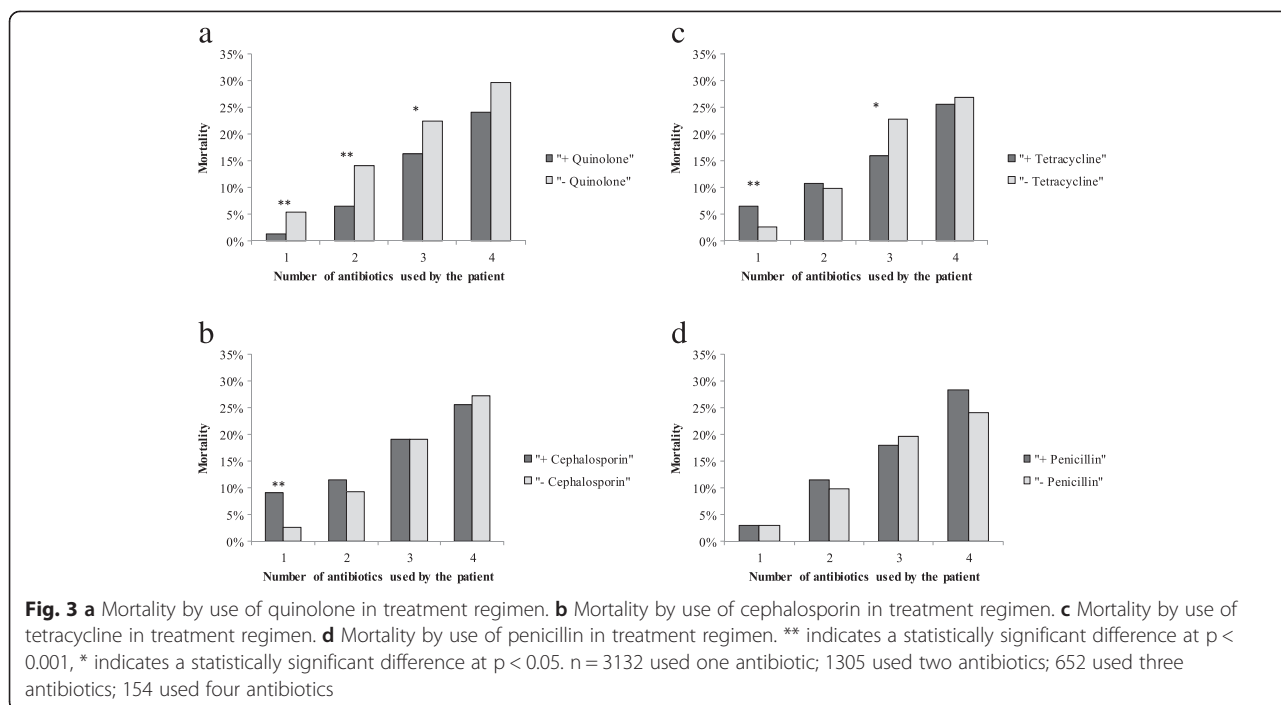 a
35%
30%
25%
20%
15%
10%
5%
0%
Mortality
**
**
*
1 2 3 4
Number of antibiotics used by the patient
"+ Quinolone"
"- Quinolone"
c
35%
30%
25%
20%
15%
10%
5%
0%
Mortality
**
*
1 2 3 4
Number of antibiotics used by the patient
"+ Tetracycline"
"- Tetracycline"
b
35%
30%
25%
20%
15%
10%
5%
0%
Mortality
**
1 2 3 4
Number of antibiotics used by the patient
"+ Cephalosporin"
"- Cephalosporin"
d
35%
30%
25%
20%
15%
10%
5%
0%
Mortality
1 2 3 4
Number of antibiotics used by the patient
"+ Penicillin"
"- Penicillin"
Fig. 3 a Mortality by use of quinolone in treatment regimen. b Mortality by use of cephalosporin in treatment regimen. c Mortality by use of
tetracycline in treatment regimen. d Mortality by use of penicillin in treatment regimen. ** indicates a statistically significant difference at p <
0.001, * indicates a statistically significant difference at p < 0.05. n = 3132 used one antibiotic; 1305 used two antibiotics; 652 used three
antibiotics; 154 used four antibiotics